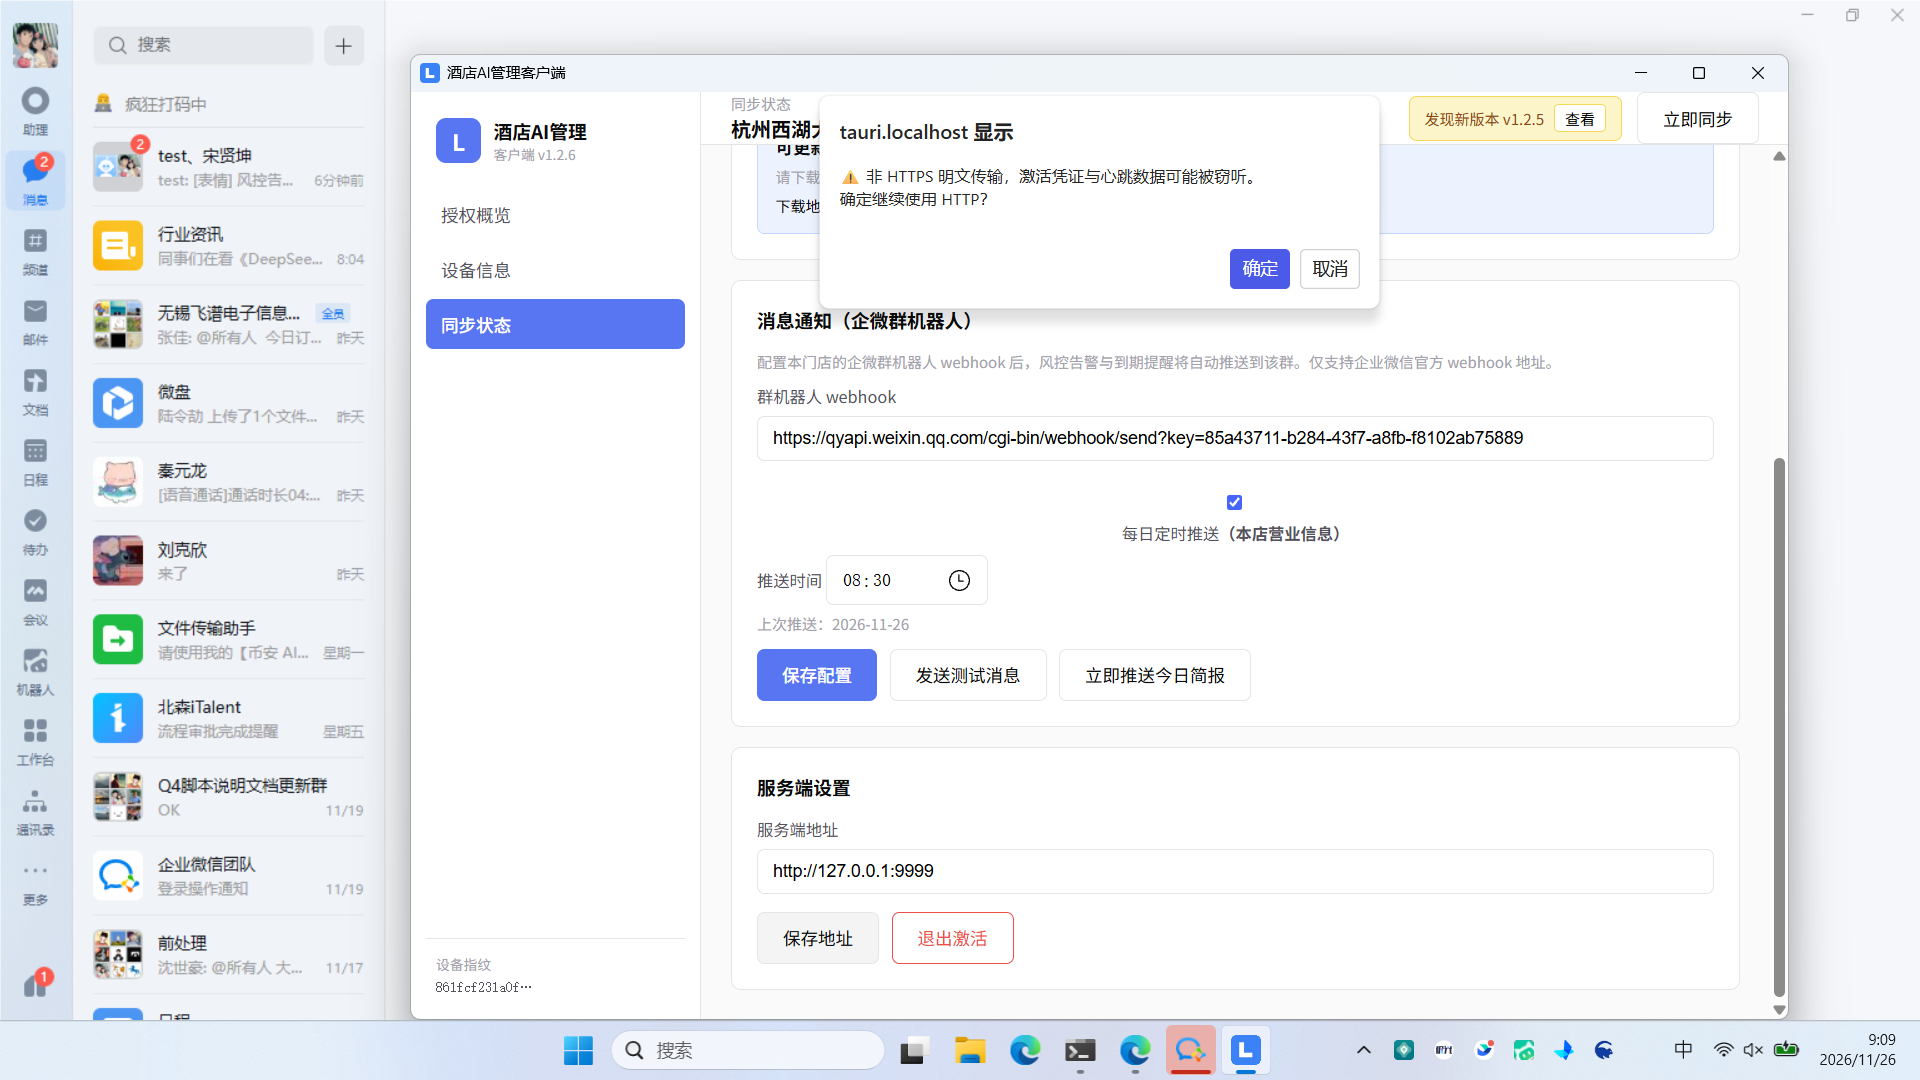 搜索
疯狂打码中
助理
2
消息
频道
邮件
文档
日程
待办
会议
机器人
工作台
通讯录
更多
1
2
test、宋贤坤
test: [表情] 风控告... 6分钟前
行业资讯
同事们在看《DeepSee... 8:04
无锡飞谱电子信息... 全员
张佳: @所有人 今日订... 昨天
微盘
陆令劼 上传了1个文件... 昨天
秦元龙
[语音通话]通话时长04:... 昨天
刘克欣
来了 昨天
文件传输助手
请使用我的【币安 AI... 星期一
北森iTalent
流程审批完成提醒 星期五
Q4脚本说明文档更新群
OK 11/19
企业微信团队
登录操作通知 11/19
前处理
沈世豪: @所有人 大... 11/17
日程
L 酒店AI管理客户端
L
酒店AI管理
客户端 v1.2.6
授权概览
设备信息
同步状态
设备指纹
861fcf231a0f…
同步状态
杭州西湖
发现新版本 v1.2.5 查看
立即同步
可更新
请下载
下载地
tauri.localhost 显示
⚠ 非 HTTPS 明文传输，激活凭证与心跳数据可能被窃听。
确定继续使用 HTTP?
确定 取消
消息通知（企微群机器人）
配置本门店的企微群机器人 webhook 后，风控告警与到期提醒将自动推送到该群。仅支持企业微信官方 webhook 地址。
群机器人 webhook
https://qyapi.weixin.qq.com/cgi-bin/webhook/send?key=85a43711-b284-43f7-a8fb-f8102ab75889
每日定时推送（本店营业信息）
推送时间 08:30
上次推送：2026-11-26
保存配置 发送测试消息 立即推送今日简报
服务端设置
服务端地址
http://127.0.0.1:9999
保存地址 退出激活
搜索
L
中
9:09
2026/11/26